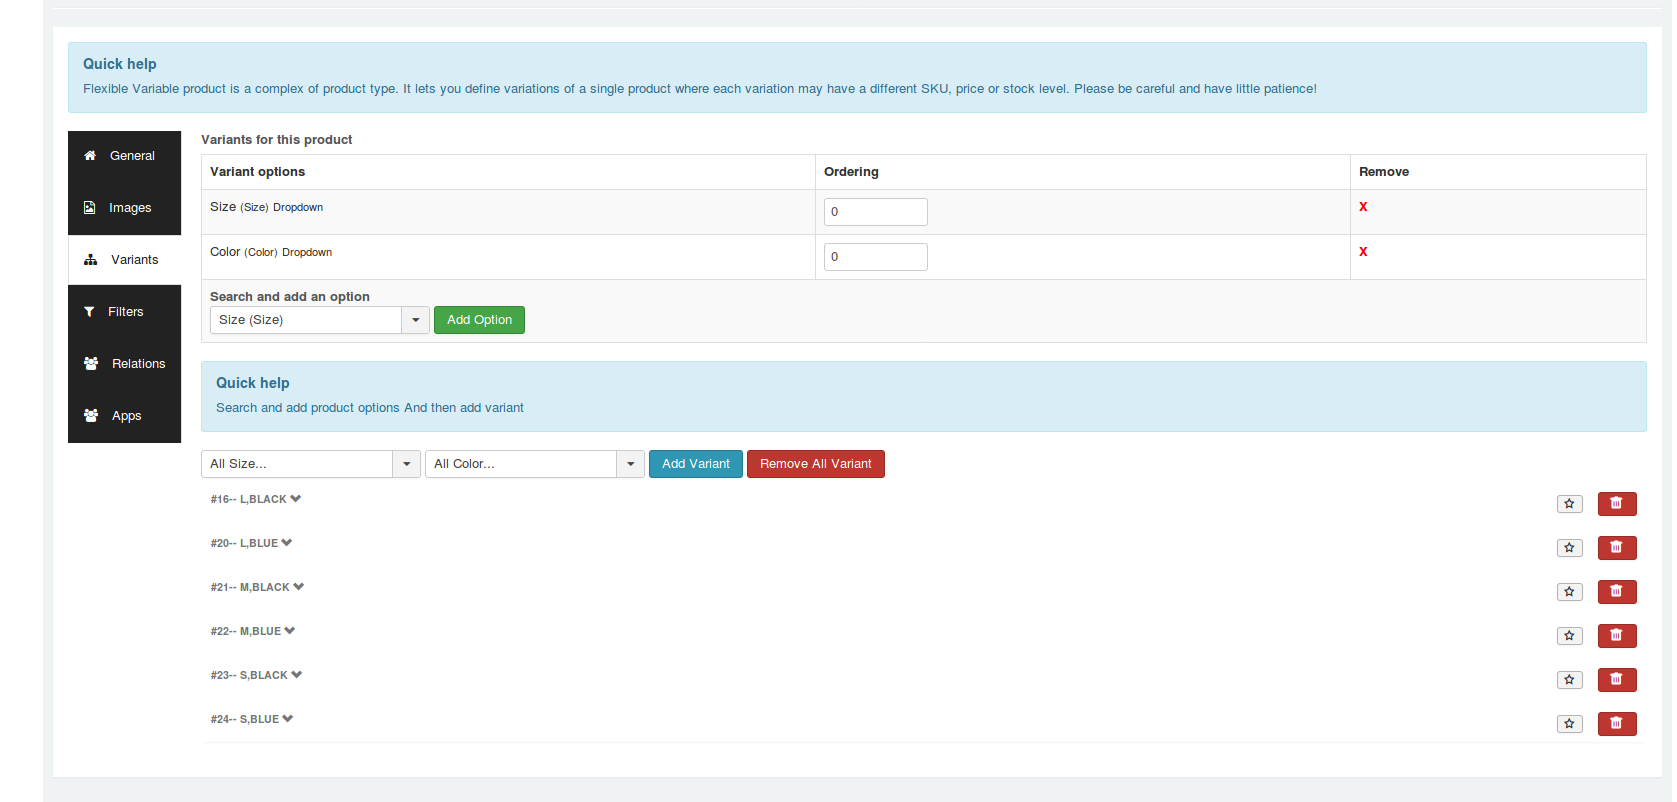 Quick help
Flexible Variable product is a complex of product type. It lets you define variations of a single product where each variation may have a different SKU, price or stock level. Please be careful and have little patience!
General
Images
Variants
Filters
Relations
Apps
Variants for this product
Variant options Ordering Remove
Size (Size) Dropdown 0 X
Color (Color) Dropdown 0 X
Search and add an option
Size (Size) Add Option
Quick help
Search and add product options And then add variant
All Size... All Color... Add Variant Remove All Variant
#16-- L,BLACK
#20-- L,BLUE
#21-- M,BLACK
#22-- M,BLUE
#23-- S,BLACK
#24-- S,BLUE